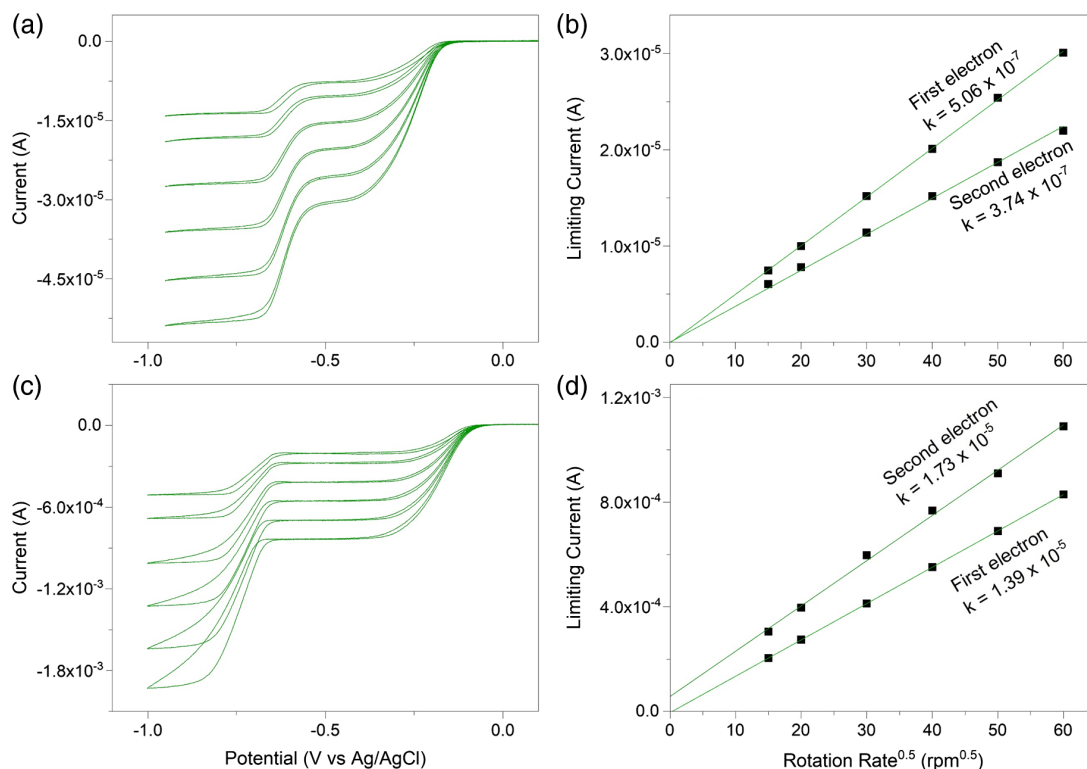 (a)
0.0
-1.5x10⁻⁵
-3.0x10⁻⁵
-4.5x10⁻⁵
Current (A)
-1.0
-0.5
0.0
(b)
3.0x10⁻⁵
2.0x10⁻⁵
1.0x10⁻⁵
0.0
Limiting Current (A)
First electron
k = 5.06 x 10⁻⁷
Second electron
k = 3.74 x 10⁻⁷
0 10 20 30 40 50 60
(c)
0.0
-6.0x10⁻⁴
-1.2x10⁻³
-1.8x10⁻³
Current (A)
-1.0
-0.5
0.0
Potential (V vs Ag/AgCl)
(d)
1.2x10⁻³
8.0x10⁻⁴
4.0x10⁻⁴
0.0
Limiting Current (A)
Second electron
k = 1.73 x 10⁻⁵
First electron
k = 1.39 x 10⁻⁵
0 10 20 30 40 50 60
Rotation Rate⁰·⁵ (rpm⁰·⁵)